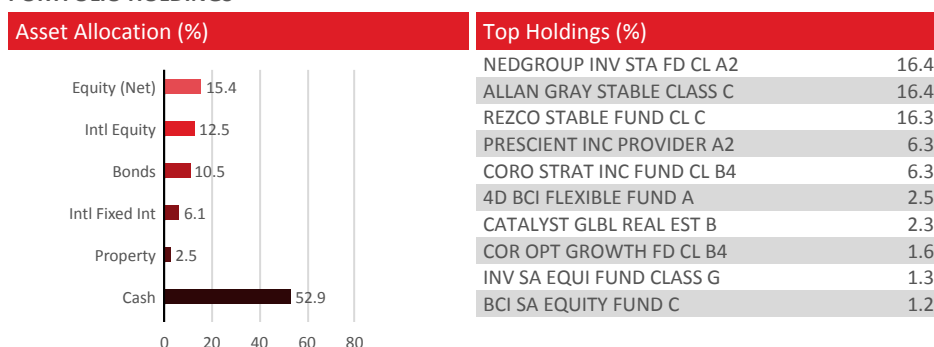 Asset Allocation (%)
Equity (Net) 15.4
Intl Equity 12.5
Bonds 10.5
Intl Fixed Int 6.1
Property 2.5
Cash 52.9
0 20 40 60 80
Top Holdings (%)
NEDGROUP INV STA FD CL A2 16.4
ALLAN GRAY STABLE CLASS C 16.4
REZCO STABLE FUND CL C 16.3
PRESCIENT INC PROVIDER A2 6.3
CORO STRAT INC FUND CL B4 6.3
4D BCI FLEXIBLE FUND A 2.5
CATALYST GLBL REAL EST B 2.3
COR OPT GROWTH FD CL B4 1.6
INV SA EQUI FUND CLASS G 1.3
BCI SA EQUITY FUND C 1.2